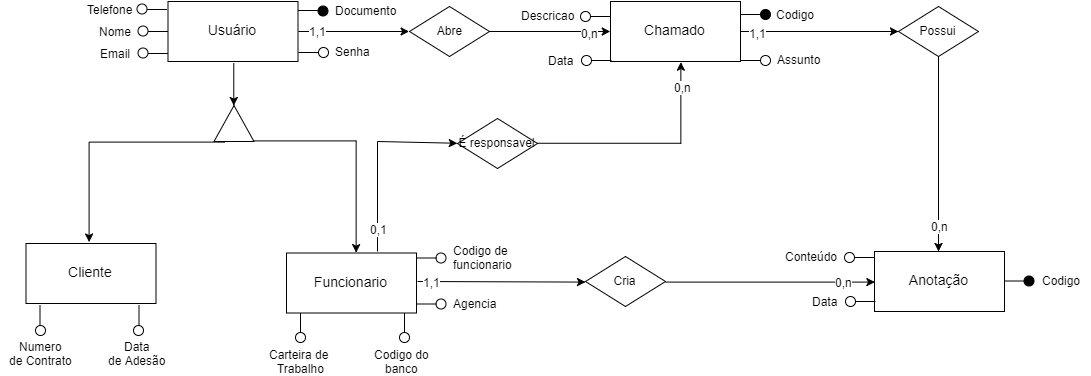 Telefone
Nome
Email
Usuário
Documento
1,1
Senha
Abre
Descricao
0,n
Data
Chamado
Codigo
1,1
Assunto
Possui
0,n
É responsavel
0,1
0,n
Cliente
Numero
de Contrato
Data
de Adesão
Funcionario
Codigo de
funcionario
1,1
Agencia
Carteira de
Trabalho
Codigo do
banco
Cria
Conteúdo
0,n
Data
Anotação
Codigo